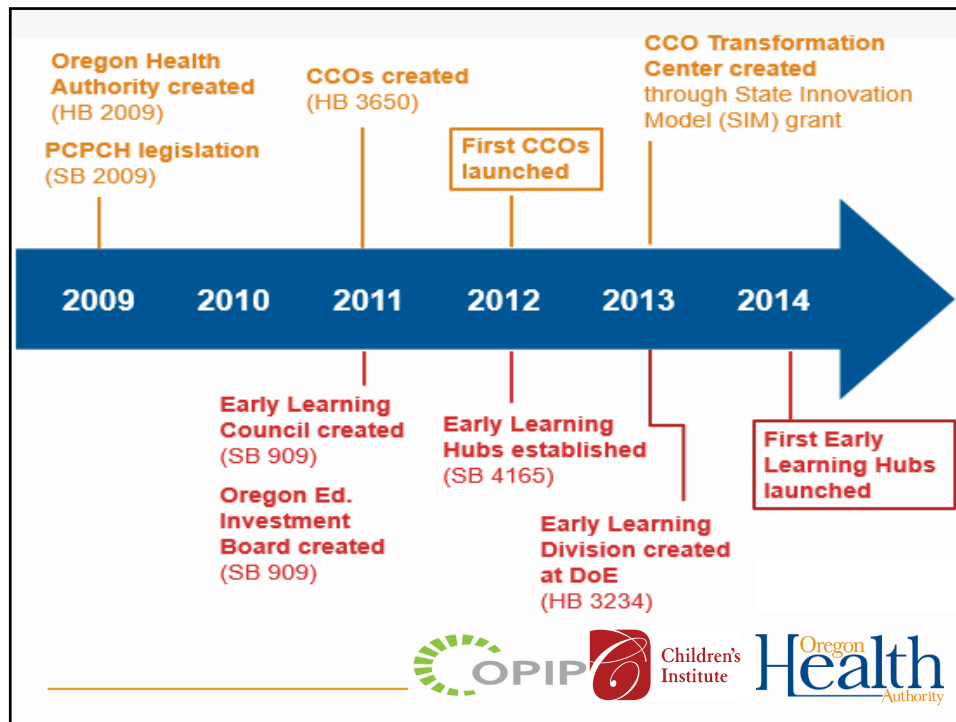 Oregon Health
Authority created
(HB 2009)
PCPCH legislation
(SB 2009)
CCOs created
(HB 3650)
First CCOs
launched
CCO Transformation
Center created
through State Innovation
Model (SIM) grant
2009
2010
2011
2012
2013
2014
Early Learning
Council created
(SB 909)
Oregon Ed.
Investment
Board created
(SB 909)
Early Learning
Hubs established
(SB 4165)
Early Learning
Division created
at DoE
(HB 3234)
First Early
Learning Hubs
launched
OPIP
Children's
Institute
Oregon
Health
Authority